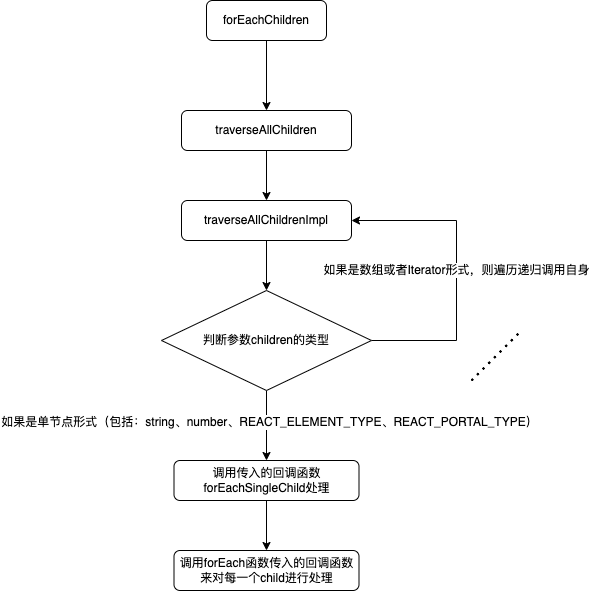 forEachChildren
traverseAllChildren
traverseAllChildrenImpl
如果是数组或者Iterator形式，则遍历递归调用自身
判断参数children的类型
如果是单节点形式（包括：string、number、REACT_ELEMENT_TYPE、REACT_PORTAL_TYPE）
调用传入的回调函数
forEachSingleChild处理
调用forEach函数传入的回调函数
来对每一个child进行处理